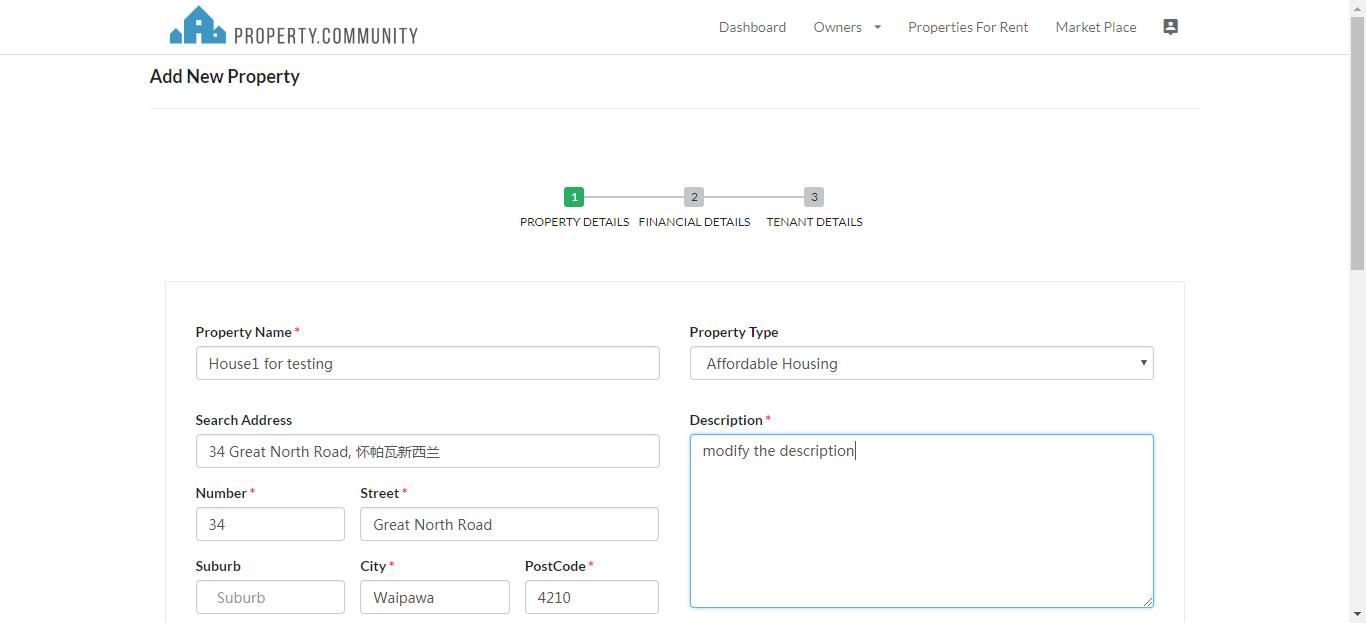 PROPERTY.COMMUNITY
Dashboard Owners Properties For Rent Market Place
Add New Property
1 2 3
PROPERTY DETAILS FINANCIAL DETAILS TENANT DETAILS
Property Name * Property Type
House1 for testing Affordable Housing
Search Address Description *
34 Great North Road, 怀帕瓦新西兰 modify the description
Number * Street *
34 Great North Road
Suburb City * PostCode *
Suburb Waipawa 4210